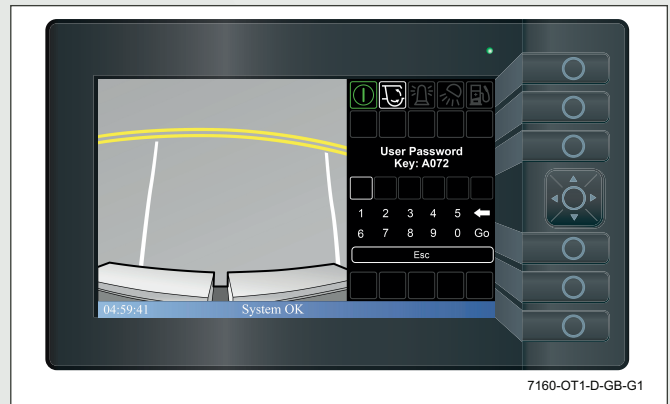 User Password
Key: A072
1 2 3 4 5
6 7 8 9 0 Go
Esc
04:59:41 System OK
7160-OT1-D-GB-G1